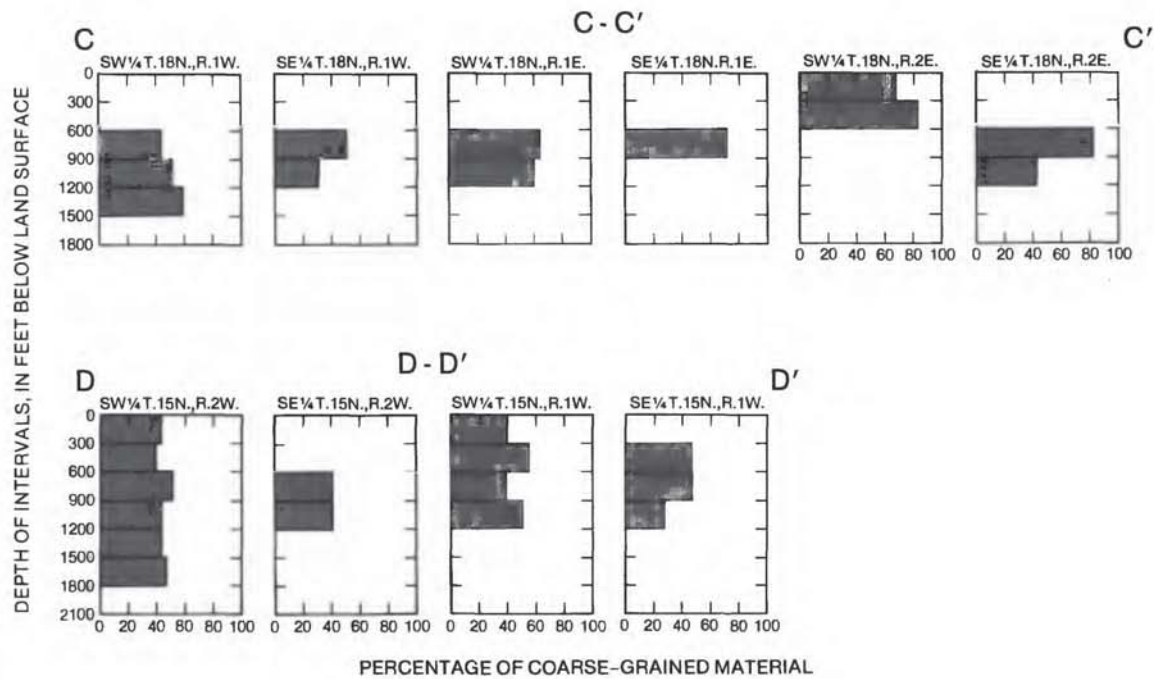 C - C'
C
C'
SW¼ T.18N.,R.1W.
SE¼ T.18N.,R.1W.
SW¼ T.18N.,R.1E.
SE¼ T.18N.R.1E.
SW¼ T.18N.,R.2E.
SE¼ T.18N.,R.2E.
0
300
600
900
1200
1500
1800
0 20 40 60 80 100
0 20 40 60 80 100
DEPTH OF INTERVALS, IN FEET BELOW LAND SURFACE
D - D'
D
D'
SW¼ T.15N.,R.2W.
SE¼ T.15N.,R.2W.
SW¼ T.15N.,R.1W.
SE¼ T.15N.,R.1W.
0
300
600
900
1200
1500
1800
2100
0 20 40 60 80 100
0 20 40 60 80 100
0 20 40 60 80 100
0 20 40 60 80 100
PERCENTAGE OF COARSE-GRAINED MATERIAL